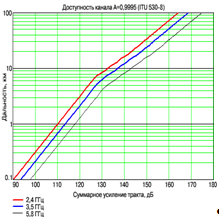 Доступность канала A=0,9995 (ITU 530-8)
Дальность, км
100
10
1
0.1
90 100 110 120 130 140 150 160 170 180
Суммарное усиление тракта, дБ
2,4 ГГц
3,5 ГГц
5,8 ГГц